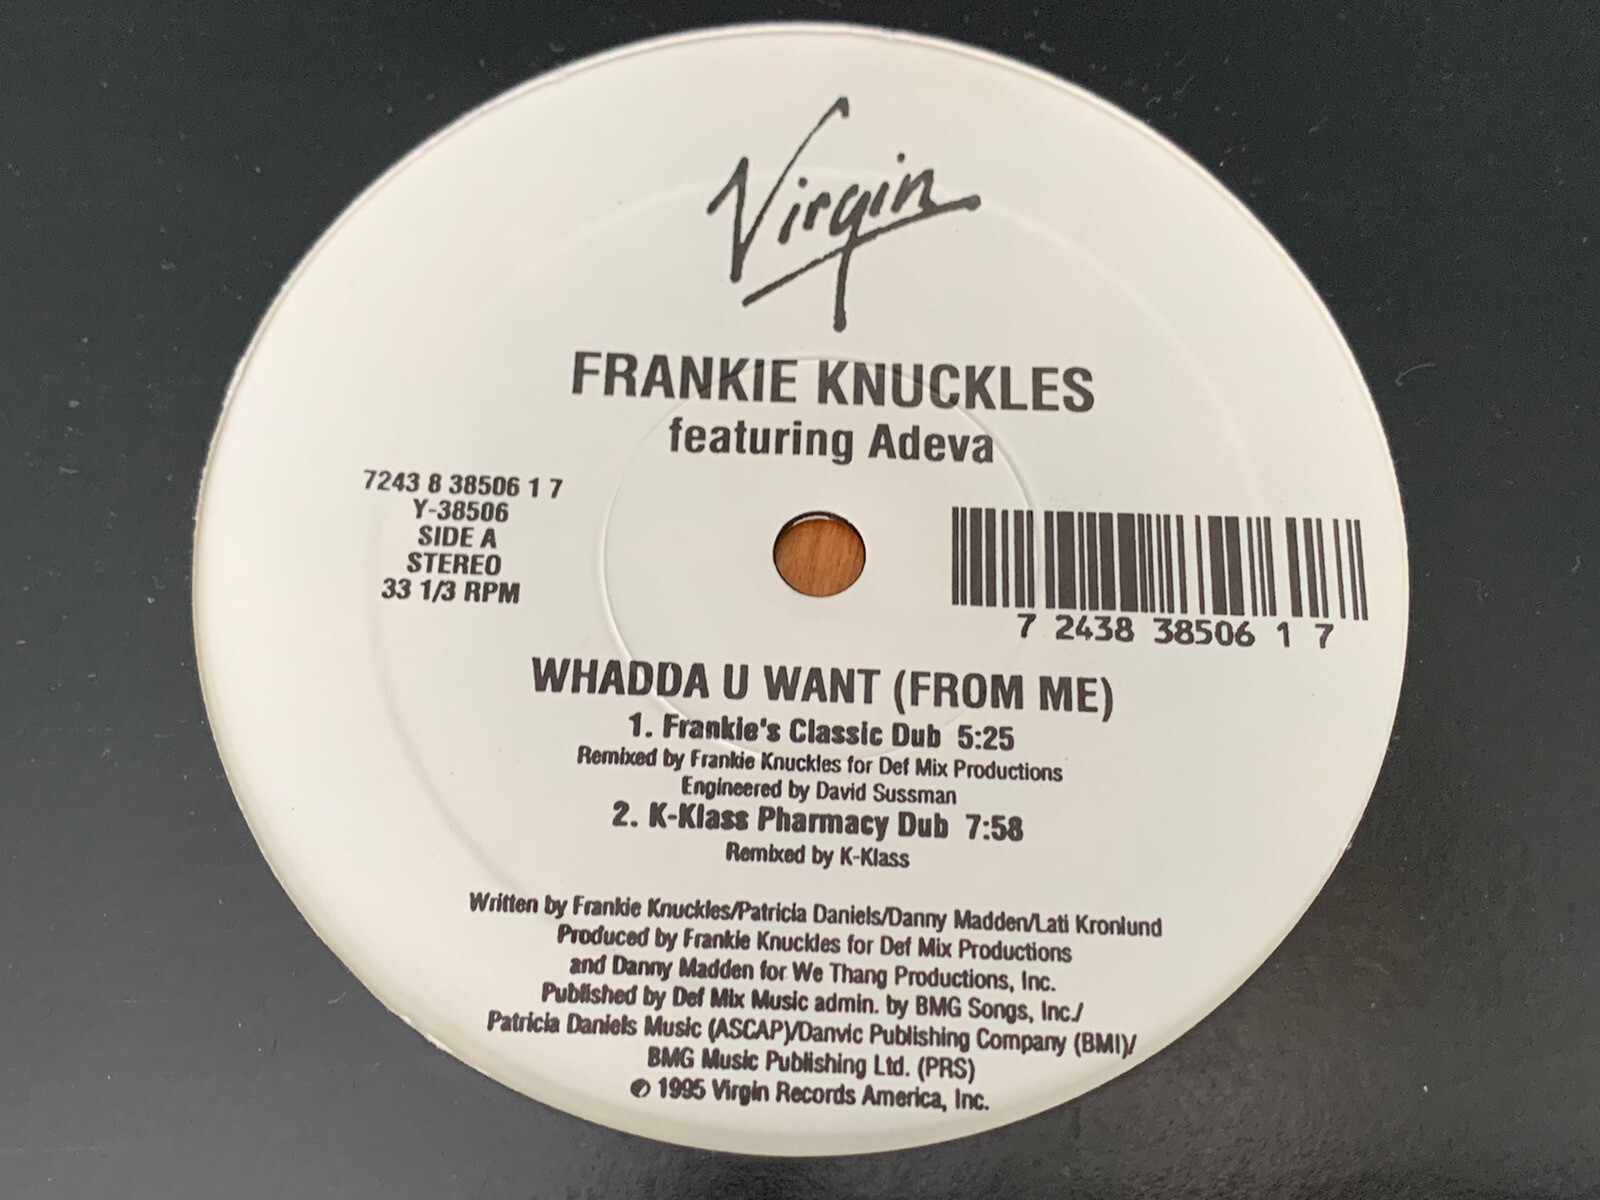 Virgin
FRANKIE KNUCKLES
featuring Adeva
7243 8 38506 1 7
Y-38506
SIDE A
STEREO
33 1/3 RPM
7 2438 38506 1 7
WHADDA U WANT (FROM ME)
1. Frankie's Classic Dub 5:25
Remixed by Frankie Knuckles for Def Mix Productions
Engineered by David Sussman
2. K-Klass Pharmacy Dub 7:58
Remixed by K-Klass
Written by Frankie Knuckles/Patricia Daniels/Danny Madden/Lati Kronlund
Produced by Frankie Knuckles for Def Mix Productions
and Danny Madden for We Thang Productions, Inc.
Published by Def Mix Music admin. by BMG Songs, Inc./
Patricia Daniels Music (ASCAP)/Danvic Publishing Company (BMI)/
BMG Music Publishing Ltd. (PRS)
℗ 1995 Virgin Records America, Inc.